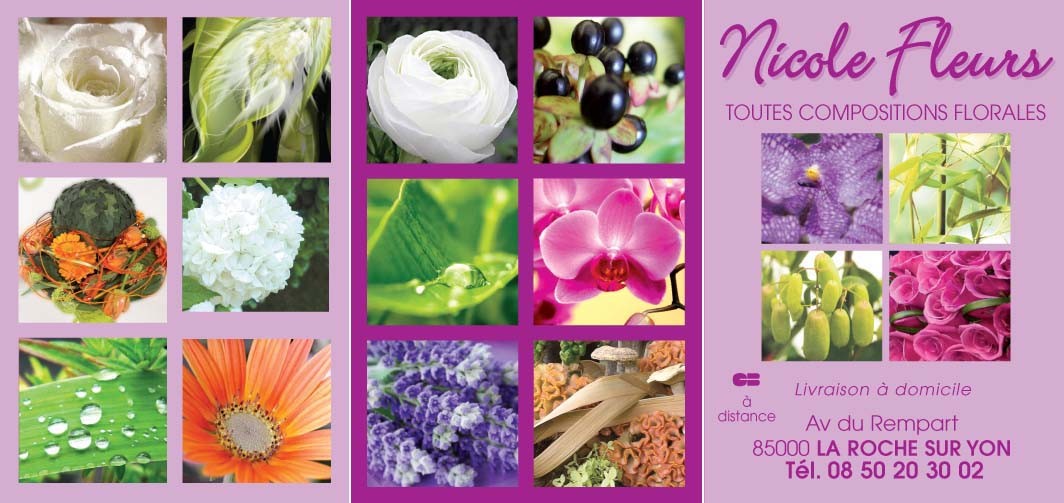 Nicole Fleurs
TOUTES COMPOSITIONS FLORALES
Livraison à domicile
CB
à
distance
Av du Rempart
85000 LA ROCHE SUR YON
Tél. 08 50 20 30 02